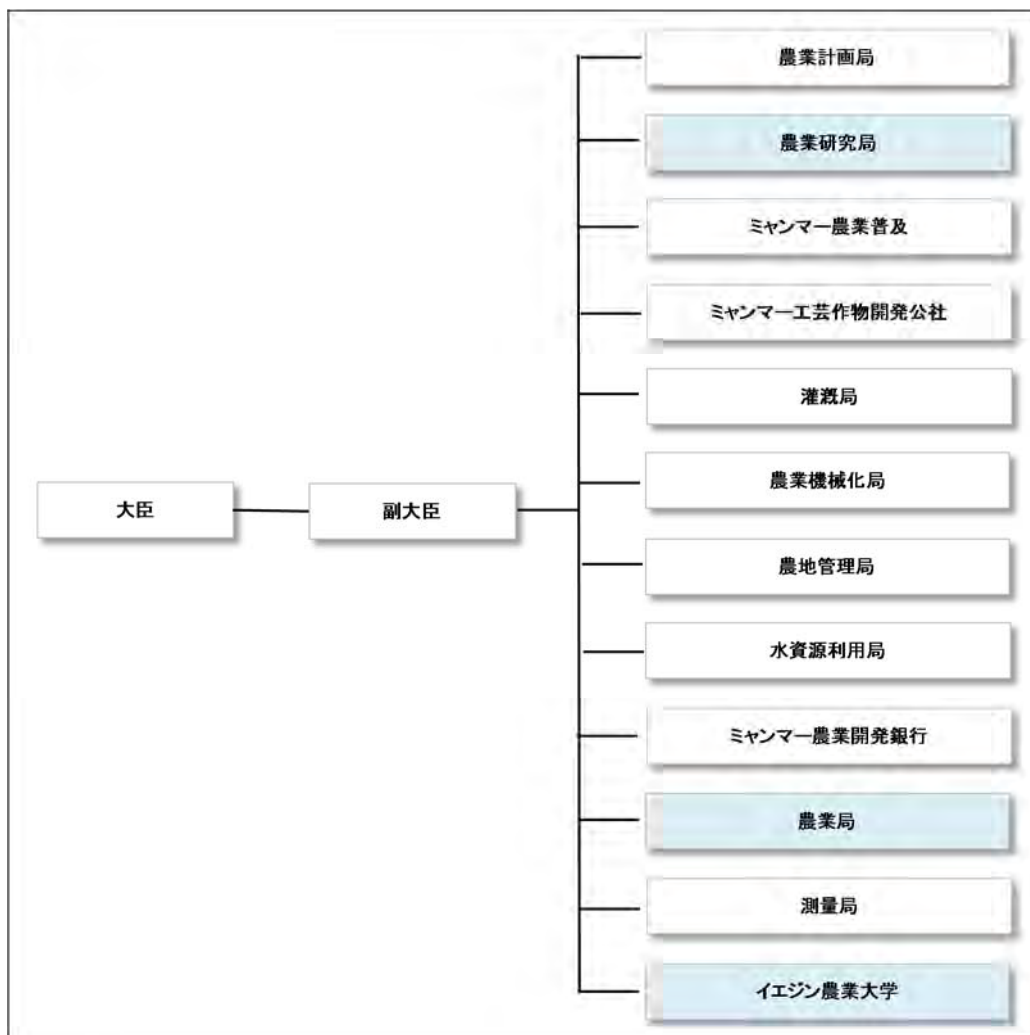 農業計画局
農業研究局
ミャンマー農業普及
ミャンマー工芸作物開発公社
灌漑局
農業機械化局
大臣
副大臣
農地管理局
水資源利用局
ミャンマー農業開発銀行
農業局
測量局
イエジン農業大学